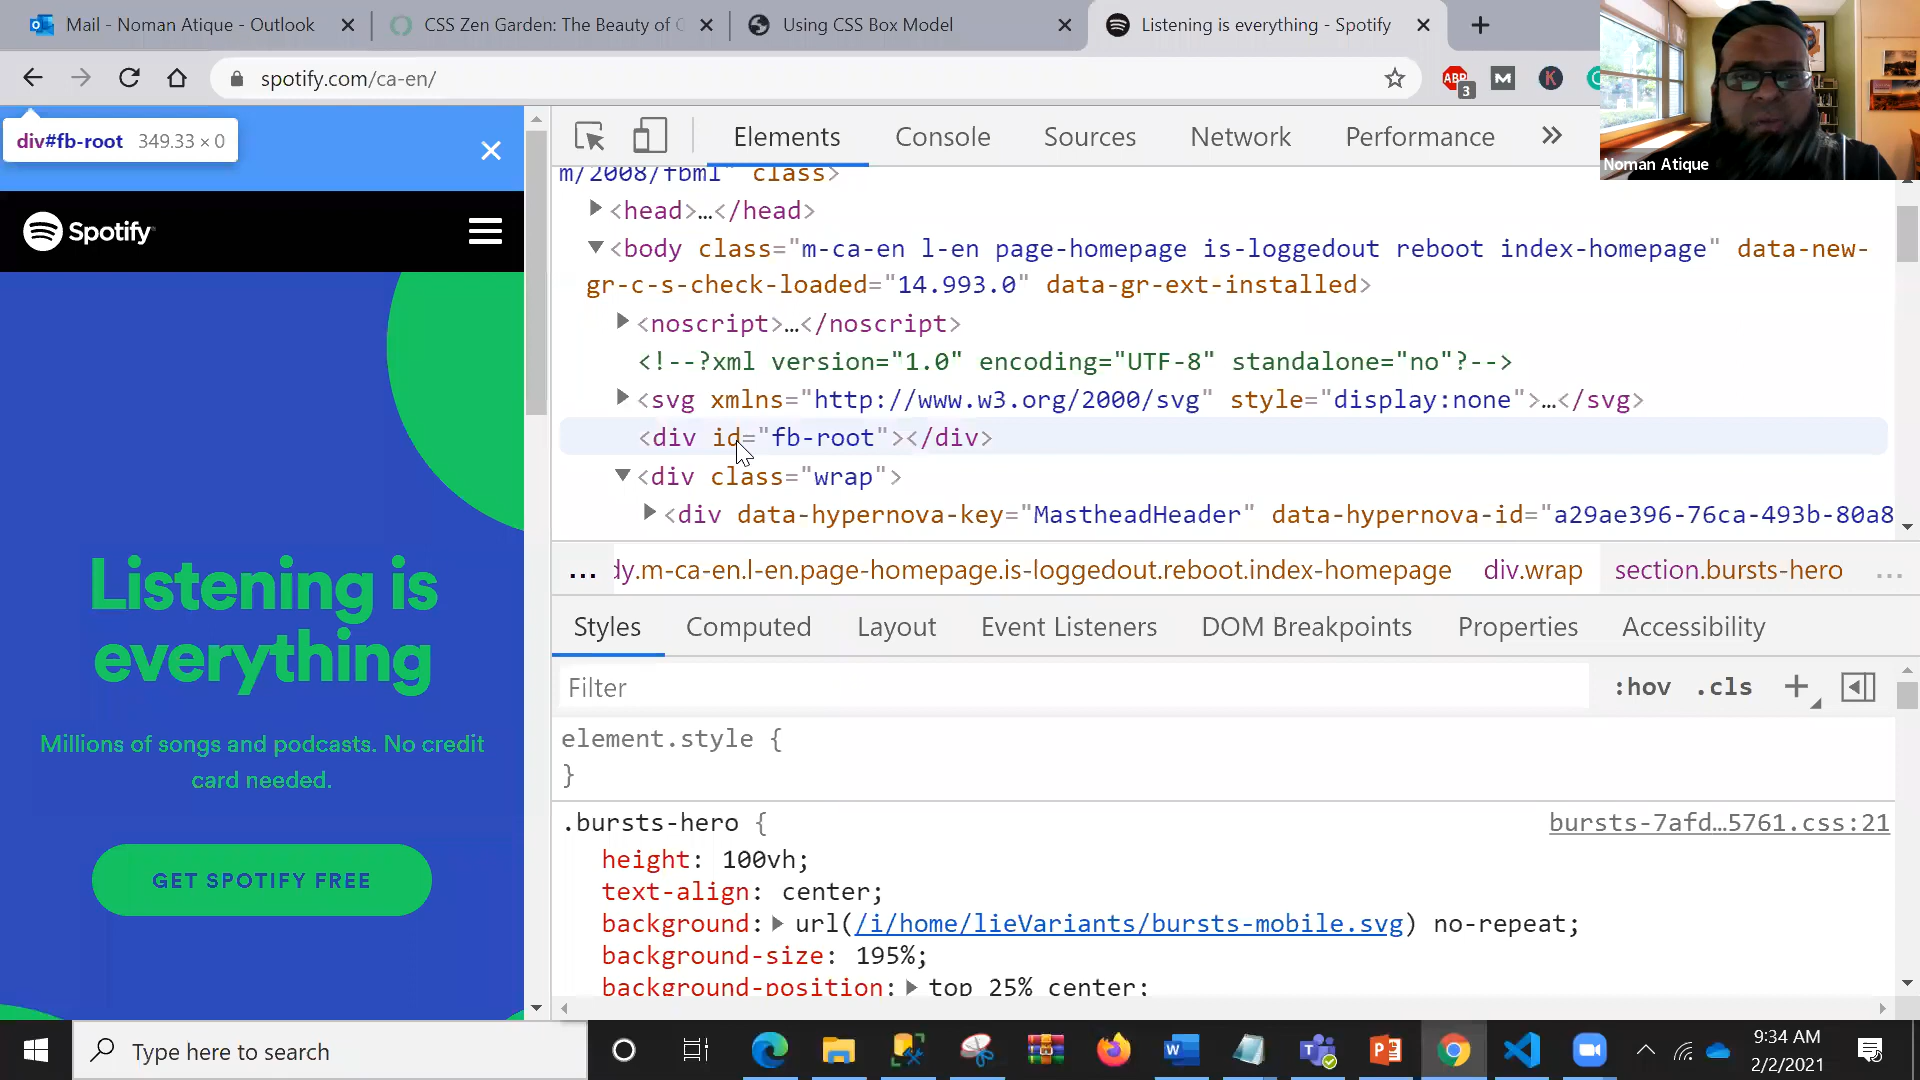 Mail - Noman Atique - Outlook
CSS Zen Garden: The Beauty of C
Using CSS Box Model
Listening is everything - Spotify
spotify.com/ca-en/
ABP
3
M
K
Noman Atique
div#fb-root 349.33 × 0
Spotify
Listening is
everything
Millions of songs and podcasts. No credit
card needed.
GET SPOTIFY FREE
Elements Console Sources Network Performance
m/2008/fbml" class>
<head>…</head>
<body class="m-ca-en l-en page-homepage is-loggedout reboot index-homepage" data-new-
gr-c-s-check-loaded="14.993.0" data-gr-ext-installed>
<noscript>…</noscript>
<!--?xml version="1.0" encoding="UTF-8" standalone="no"?-->
<svg xmlns="http://www.w3.org/2000/svg" style="display:none">…</svg>
<div id="fb-root"></div>
<div class="wrap">
<div data-hypernova-key="MastheadHeader" data-hypernova-id="a29ae396-76ca-493b-80a8
… dy.m-ca-en.l-en.page-homepage.is-loggedout.reboot.index-homepage div.wrap section.bursts-hero …
Styles Computed Layout Event Listeners DOM Breakpoints Properties Accessibility
Filter :hov .cls +
element.style {
}
.bursts-hero { bursts-7afd…5761.css:21
height: 100vh;
text-align: center;
background: url(/i/home/lieVariants/bursts-mobile.svg) no-repeat;
background-size: 195%;
background-position: top 25% center;
Type here to search
9:34 AM
2/2/2021